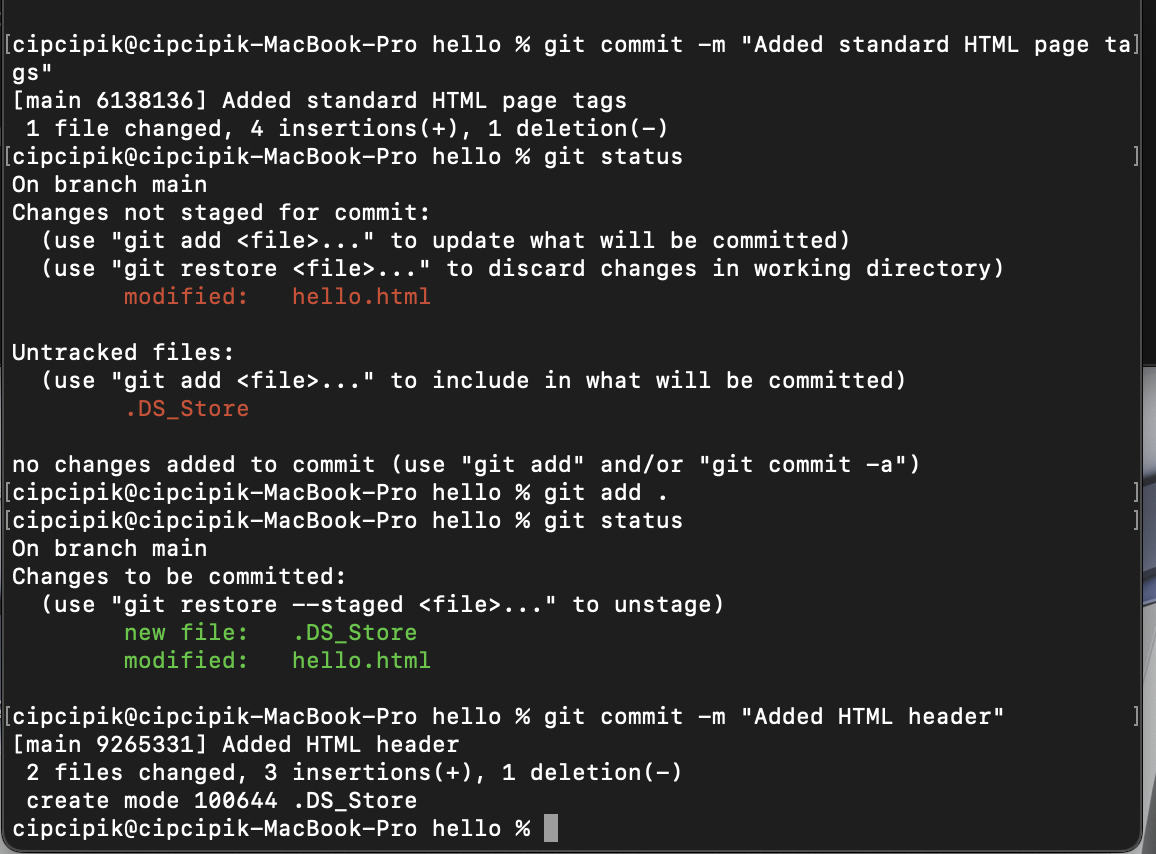 [cipcipik@cipcipik-MacBook-Pro hello % git commit -m "Added standard HTML page ta]
gs"
[main 6138136] Added standard HTML page tags
 1 file changed, 4 insertions(+), 1 deletion(-)
[cipcipik@cipcipik-MacBook-Pro hello % git status                                ]
On branch main
Changes not staged for commit:
  (use "git add <file>..." to update what will be committed)
  (use "git restore <file>..." to discard changes in working directory)
        modified:   hello.html

Untracked files:
  (use "git add <file>..." to include in what will be committed)
        .DS_Store

no changes added to commit (use "git add" and/or "git commit -a")
[cipcipik@cipcipik-MacBook-Pro hello % git add .                                 ]
[cipcipik@cipcipik-MacBook-Pro hello % git status                                ]
On branch main
Changes to be committed:
  (use "git restore --staged <file>..." to unstage)
        new file:   .DS_Store
        modified:   hello.html

[cipcipik@cipcipik-MacBook-Pro hello % git commit -m "Added HTML header"         ]
[main 9265331] Added HTML header
 2 files changed, 3 insertions(+), 1 deletion(-)
 create mode 100644 .DS_Store
cipcipik@cipcipik-MacBook-Pro hello %